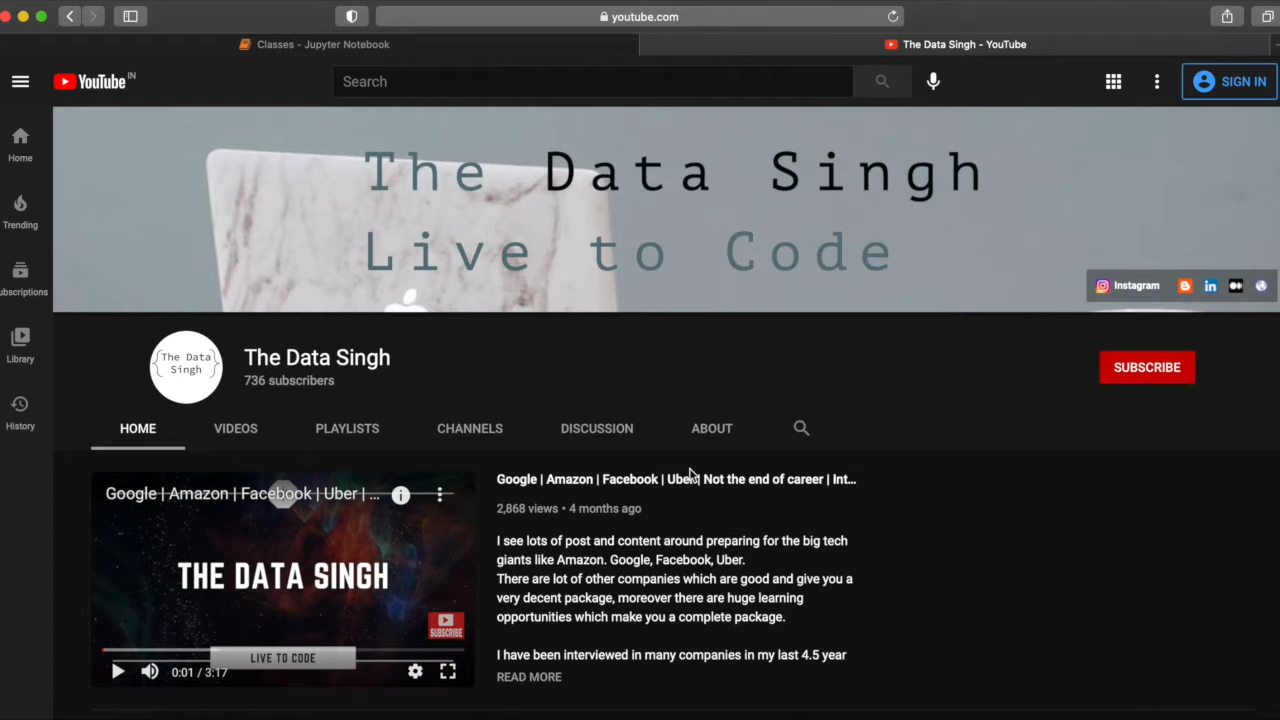 youtube.com
Classes - Jupyter Notebook
The Data Singh - YouTube
YouTube IN
Search
SIGN IN
The Data Singh
Live to Code
Home
Trending
ubscriptions
Library
History
Instagram
{The Data
Singh}
The Data Singh
736 subscribers
SUBSCRIBE
HOME
VIDEOS
PLAYLISTS
CHANNELS
DISCUSSION
ABOUT
Google | Amazon | Facebook | Uber | ...
THE DATA SINGH
SUBSCRIBE
LIVE TO CODE
0:01 / 3:17
Google | Amazon | Facebook | Uber | Not the end of career | Int...
2,868 views • 4 months ago
I see lots of post and content around preparing for the big tech
giants like Amazon. Google, Facebook, Uber.
There are lot of other companies which are good and give you a
very decent package, moreover there are huge learning
opportunities which make you a complete package.
I have been interviewed in many companies in my last 4.5 year
READ MORE